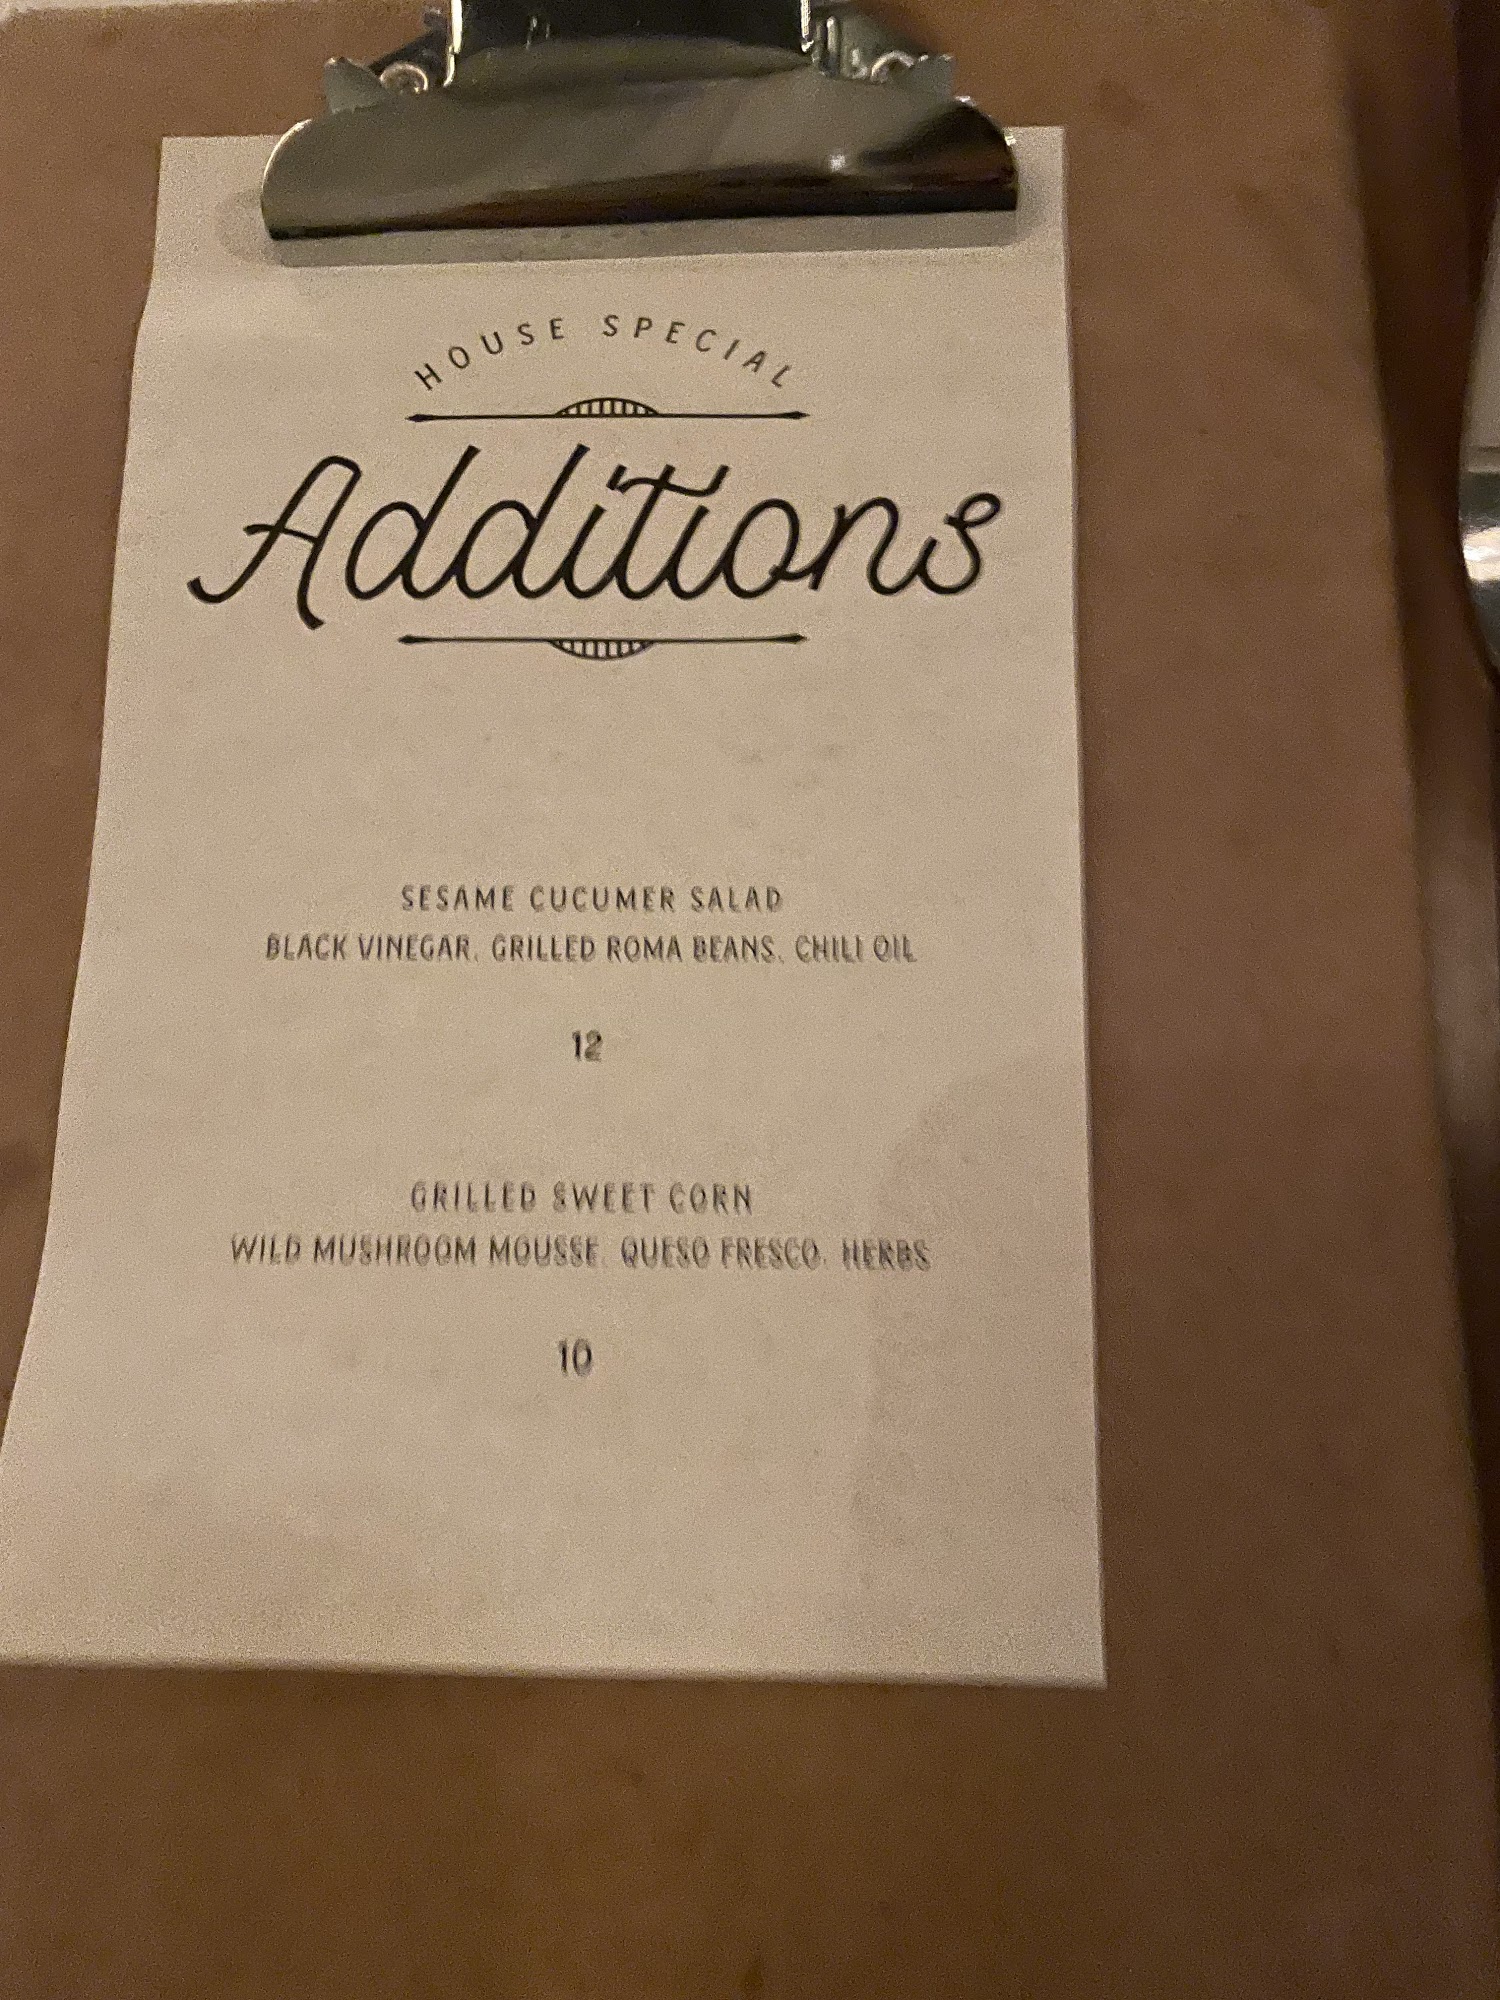 HOUSE SPECIAL
Additions
SESAME CUCUMER SALAD
BLACK VINEGAR, GRILLED ROMA BEANS, CHILI OIL
12
GRILLED SWEET CORN
WILD MUSHROOM MOUSSE, QUESO FRESCO, HERBS
10